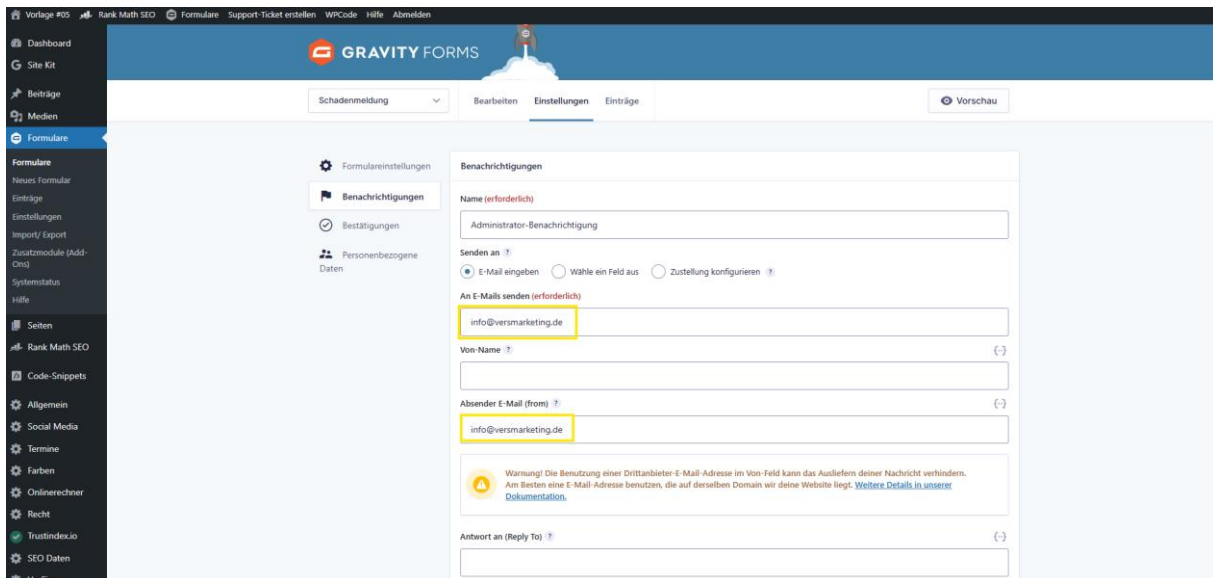 Vorlage #05 Rank Math SEO Formulare Support-Ticket erstellen WPCode Hilfe Abmelden
Dashboard
Site Kit
Beiträge
Medien
Formulare
Formulare
Neues Formular
Einträge
Einstellungen
Import/ Export
Zusatzmodule (Add-
Ons)
Systemstatus
Hilfe
Seiten
Rank Math SEO
Code-Snippets
Allgemein
Social Media
Termine
Farben
Onlinerechner
Recht
Trustindex.io
SEO Daten
GRAVITY FORMS
Schadenmeldung
Bearbeiten Einstellungen Einträge
Vorschau
Formulareinstellungen
Benachrichtigungen
Bestätigungen
Personenbezogene
Daten
Benachrichtigungen
Name (erforderlich)
Administrator-Benachrichtigung
Senden an ?
E-Mail eingeben Wähle ein Feld aus Zustellung konfigurieren ?
An E-Mails senden (erforderlich)
info@versmarketing.de
Von-Name ? {··}
Absender E-Mail (from) ? {··}
info@versmarketing.de
Warnung! Die Benutzung einer Drittanbieter-E-Mail-Adresse im Von-Feld kann das Ausliefern deiner Nachricht verhindern.
Am Besten eine E-Mail-Adresse benutzen, die auf derselben Domain wir deine Website liegt. Weitere Details in unserer
Dokumentation.
Antwort an (Reply To) ? {··}